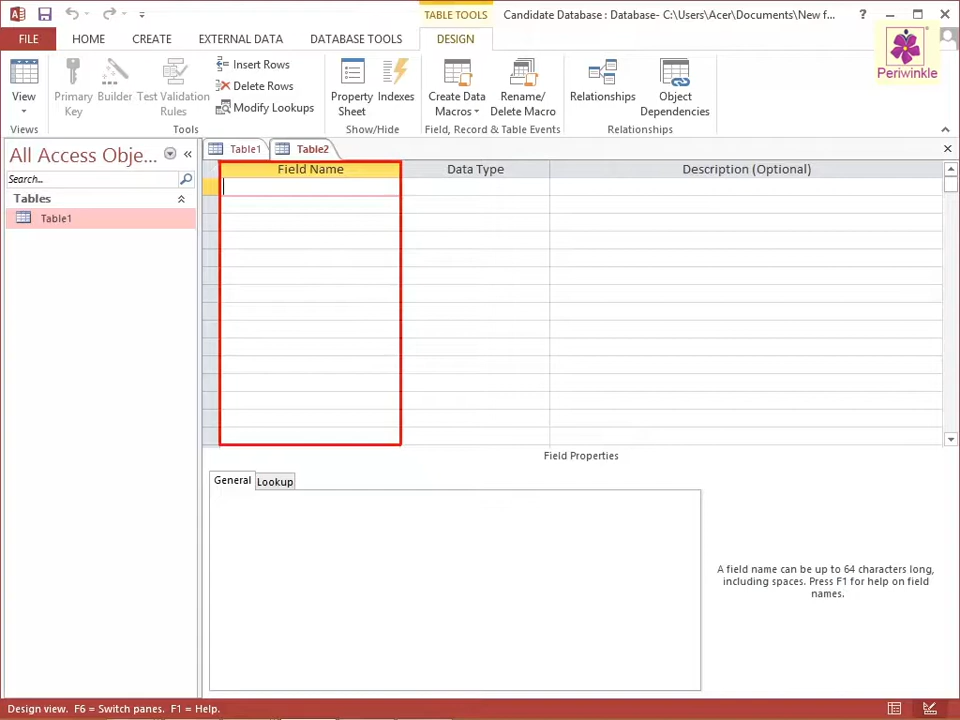 TABLE TOOLS
Candidate Database : Database- C:\Users\Acer\Documents\New f...
?
FILE
HOME
CREATE
EXTERNAL DATA
DATABASE TOOLS
DESIGN
Periwinkle
View
Primary Key
Builder
Test Validation Rules
Insert Rows
Delete Rows
Modify Lookups
Property Sheet
Indexes
Create Data Macros
Rename/ Delete Macro
Relationships
Object Dependencies
Views
Tools
Show/Hide
Field, Record & Table Events
Relationships
All Access Obje...
Search...
Tables
Table1
Table1
Table2
Field Name
Data Type
Description (Optional)
Field Properties
General
Lookup
A field name can be up to 64 characters long,
including spaces. Press F1 for help on field
names.
Design view. F6 = Switch panes. F1 = Help.